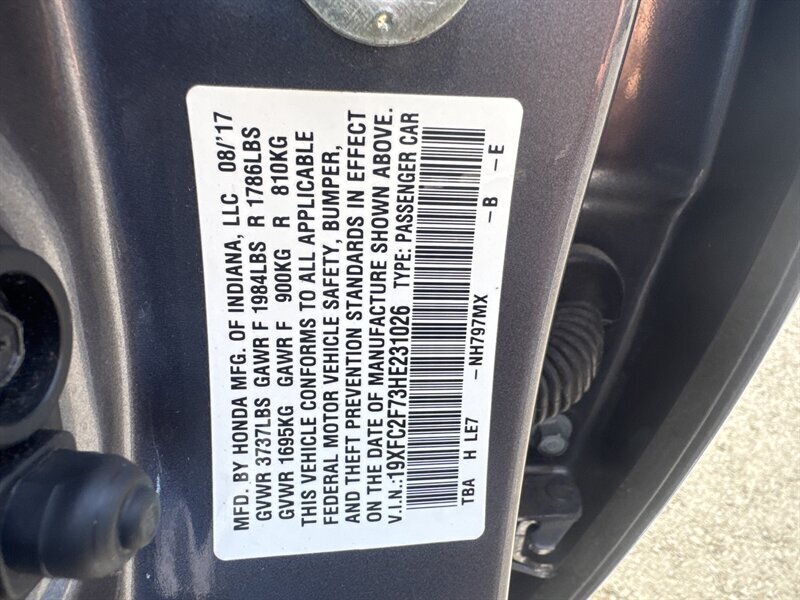 MFD. BY HONDA MFG. OF INDIANA, LLC 08/'17
GVWR 3737LBS GAWR F 1984LBS R 1786LBS
GVWR 1695KG GAWR F 900KG R 810KG
THIS VEHICLE CONFORMS TO ALL APPLICABLE
FEDERAL MOTOR VEHICLE SAFETY, BUMPER,
AND THEFT PREVENTION STANDARDS IN EFFECT
ON THE DATE OF MANUFACTURE SHOWN ABOVE.
V.I.N.:19XFC2F73HE231026 TYPE: PASSENGER CAR
TBA H LE7 -NH797MX -B -E